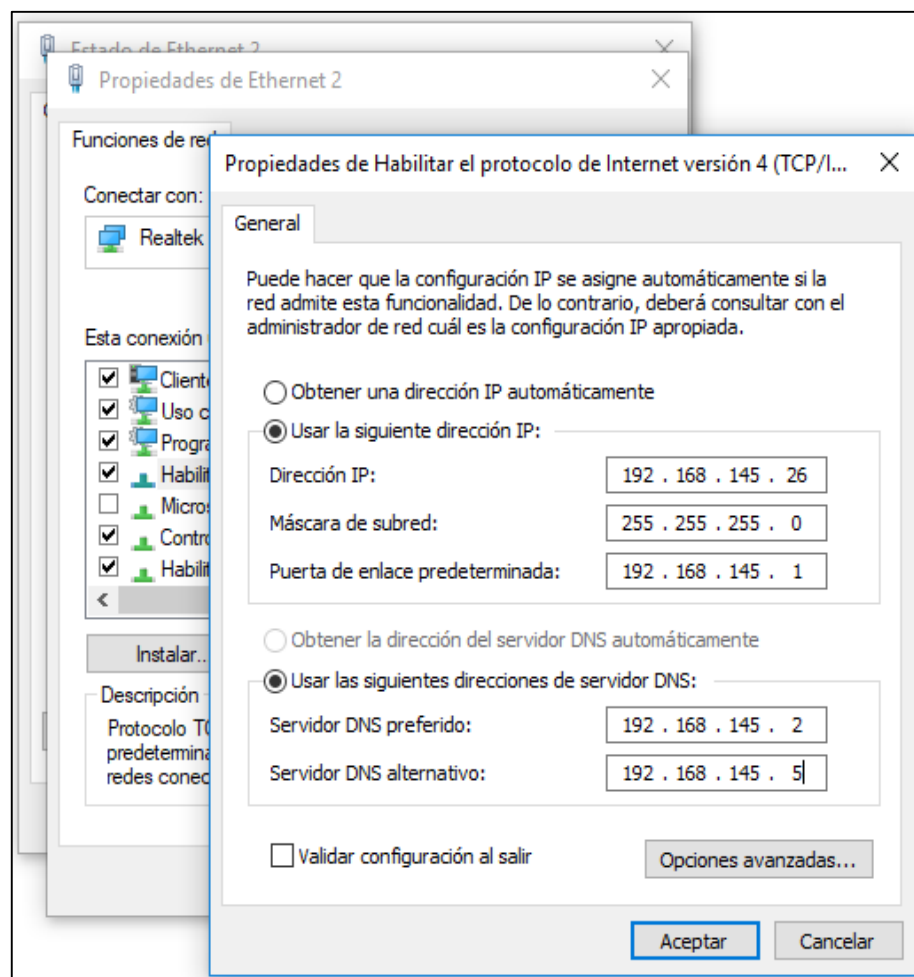 Estado de Ethernet 2
Propiedades de Ethernet 2
Funciones de red
Propiedades de Habilitar el protocolo de Internet versión 4 (TCP/I...
Conectar con:
Realtek
General
Puede hacer que la configuración IP se asigne automáticamente si la
red admite esta funcionalidad. De lo contrario, deberá consultar con el
administrador de red cuál es la configuración IP apropiada.
Esta conexión
Cliente
Uso c
Progra
Habilit
Micros
Contro
Habilit
Obtener una dirección IP automáticamente
Usar la siguiente dirección IP:
Dirección IP: 192 . 168 . 145 . 26
Máscara de subred: 255 . 255 . 255 . 0
Puerta de enlace predeterminada: 192 . 168 . 145 . 1
Instalar..
Descripción
Protocolo TC
predetermina
redes conec
Obtener la dirección del servidor DNS automáticamente
Usar las siguientes direcciones de servidor DNS:
Servidor DNS preferido: 192 . 168 . 145 . 2
Servidor DNS alternativo: 192 . 168 . 145 . 5
Validar configuración al salir
Opciones avanzadas...
Aceptar
Cancelar